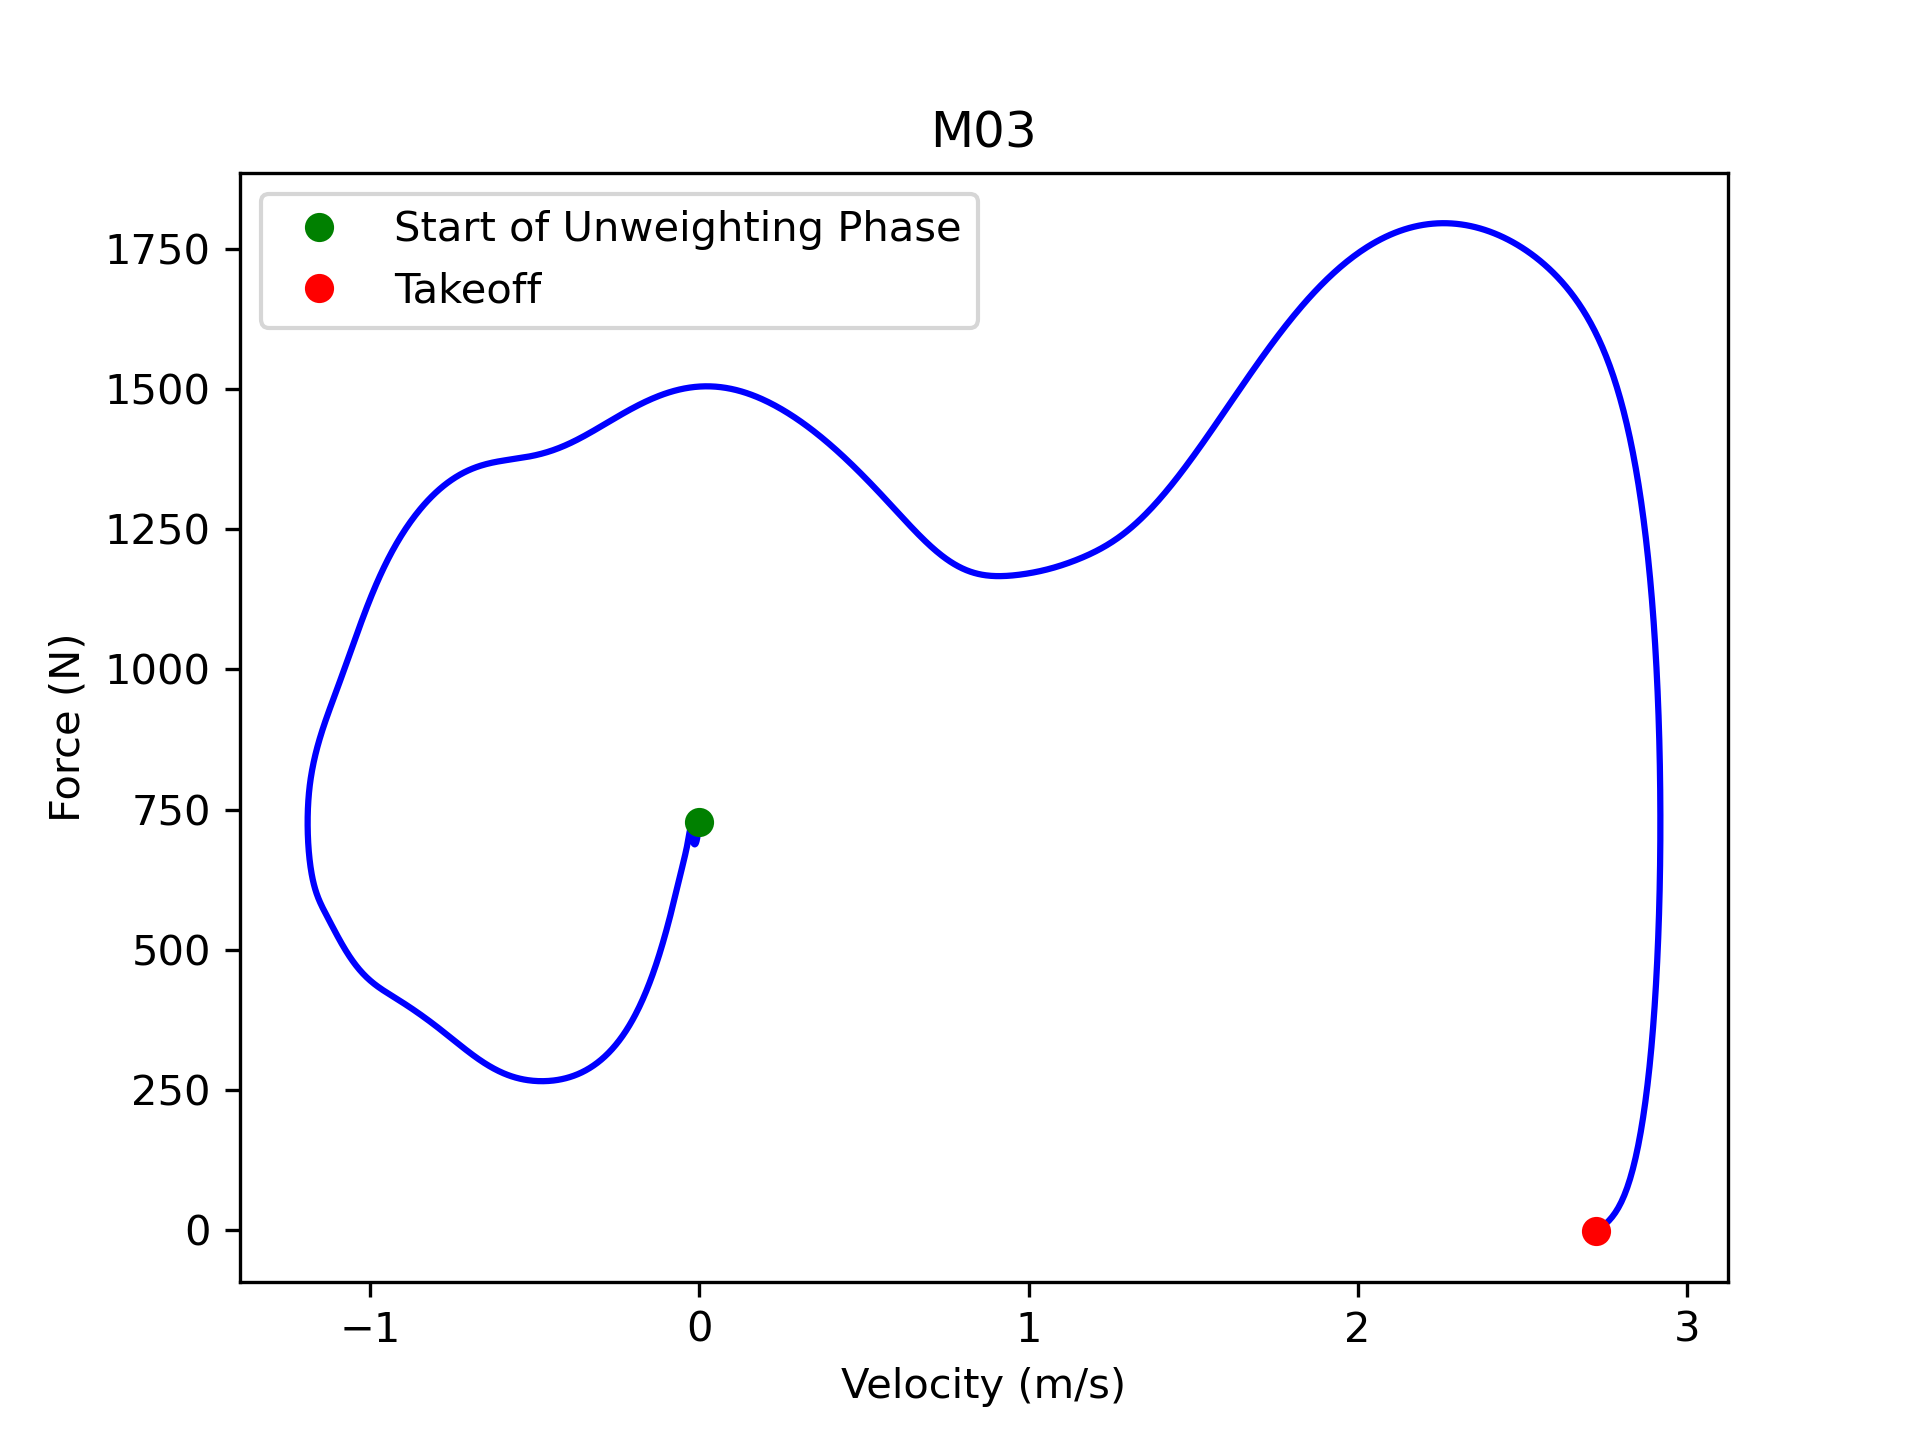 M03
Start of Unweighting Phase
Takeoff
1750
1500
1250
1000
750
500
250
0
Force (N)
−1
0
1
2
3
Velocity (m/s)